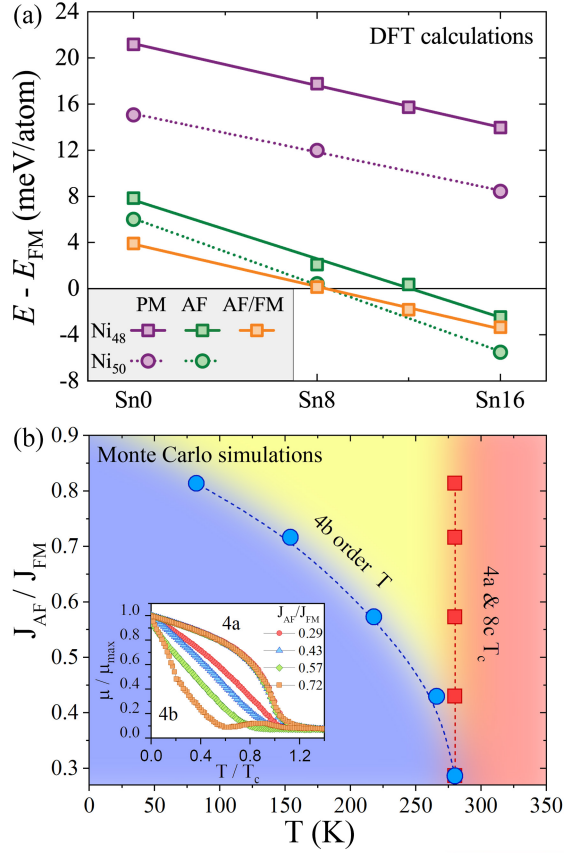 (a)
DFT calculations
E - E_FM (meV/atom)
24
20
16
12
8
4
0
-4
-8
PM AF AF/FM
Ni₄₈
Ni₅₀
Sn0 Sn8 Sn16
(b)
Monte Carlo simulations
J_AF / J_FM
0.9
0.8
0.7
0.6
0.5
0.4
0.3
4b order T
4a & 8c T_c
μ / μ_max
1.0
0.8
0.6
0.4
0.2
0
4a
4b
J_AF/J_FM
0.29
0.43
0.57
0.72
0.0 0.4 0.8 1.2
T / T_c
0 50 100 150 200 250 300 350
T (K)